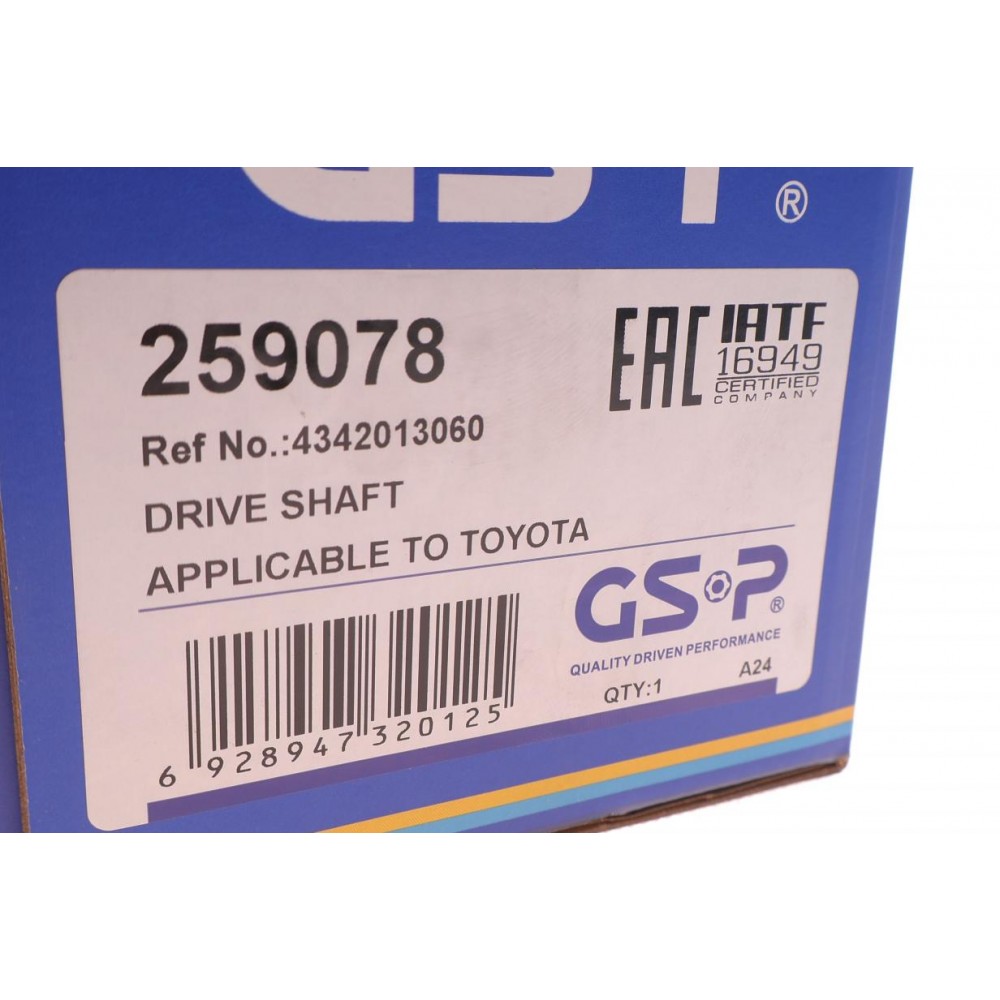 GSP®
259078
EAC IATF
16949
CERTIFIED
COMPANY
Ref No.:4342013060
DRIVE SHAFT
APPLICABLE TO TOYOTA
GSP®
QUALITY DRIVEN PERFORMANCE
QTY:1 A24
6 928947 320125